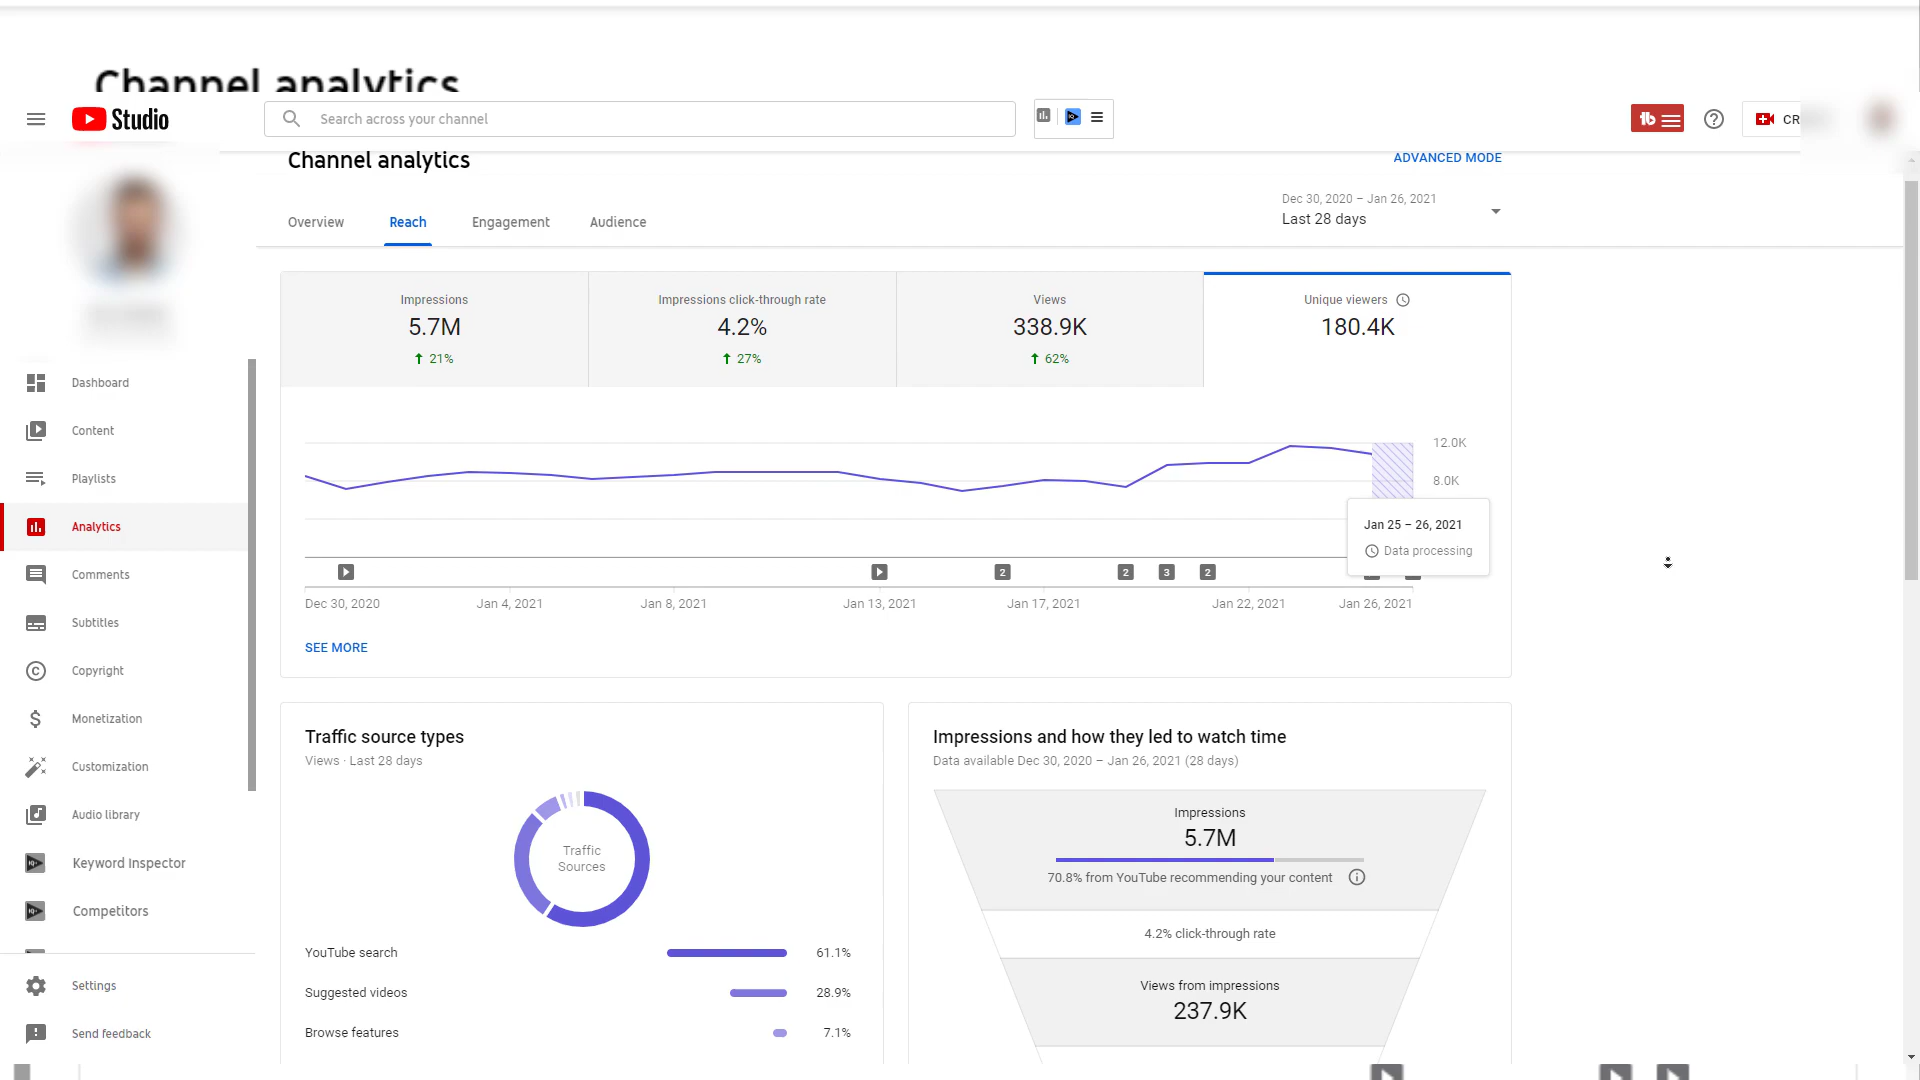 Channel analytics
Studio
Search across your channel
CR
Channel analytics
ADVANCED MODE
Dec 30, 2020 – Jan 26, 2021
Last 28 days
Overview
Reach
Engagement
Audience
Impressions
5.7M
21%
Impressions click-through rate
4.2%
27%
Views
338.9K
62%
Unique viewers
180.4K
12.0K
8.0K
Jan 25 – 26, 2021
Data processing
2
2
3
2
Dec 30, 2020
Jan 4, 2021
Jan 8, 2021
Jan 13, 2021
Jan 17, 2021
Jan 22, 2021
Jan 26, 2021
SEE MORE
Dashboard
Content
Playlists
Analytics
Comments
Subtitles
Copyright
Monetization
Customization
Audio library
Keyword Inspector
Competitors
Settings
Send feedback
Traffic source types
Views · Last 28 days
Traffic
Sources
YouTube search
61.1%
Suggested videos
28.9%
Browse features
7.1%
Impressions and how they led to watch time
Data available Dec 30, 2020 – Jan 26, 2021 (28 days)
Impressions
5.7M
70.8% from YouTube recommending your content
4.2% click-through rate
Views from impressions
237.9K